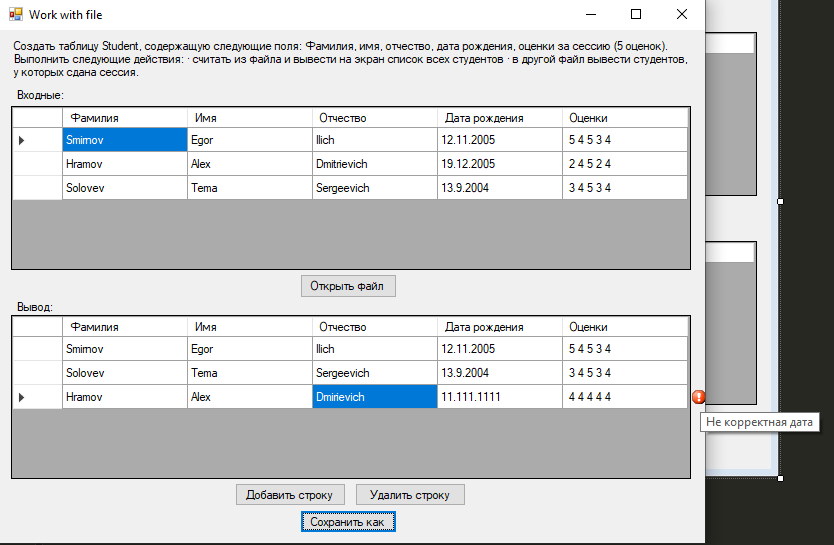 Work with file
Создать таблицу Student, содержащую следующие поля: Фамилия, имя, отчество, дата рождения, оценки за сессию (5 оценок).
Выполнить следующие действия: · считать из файла и вывести на экран список всех студентов · в другой файл вывести студентов,
у которых сдана сессия.
Входные:
Фамилия Имя Отчество Дата рождения Оценки
Smirnov Egor Ilich 12.11.2005 5 4 5 3 4
Hramov Alex Dmitrievich 19.12.2005 2 4 5 2 4
Solovev Tema Sergeevich 13.9.2004 3 4 5 3 4
Открыть файл
Вывод:
Фамилия Имя Отчество Дата рождения Оценки
Smirnov Egor Ilich 12.11.2005 5 4 5 3 4
Solovev Tema Sergeevich 13.9.2004 3 4 5 3 4
Hramov Alex Dmirievich 11.111.1111 4 4 4 4 4
Не корректная дата
Добавить строку Удалить строку
Сохранить как